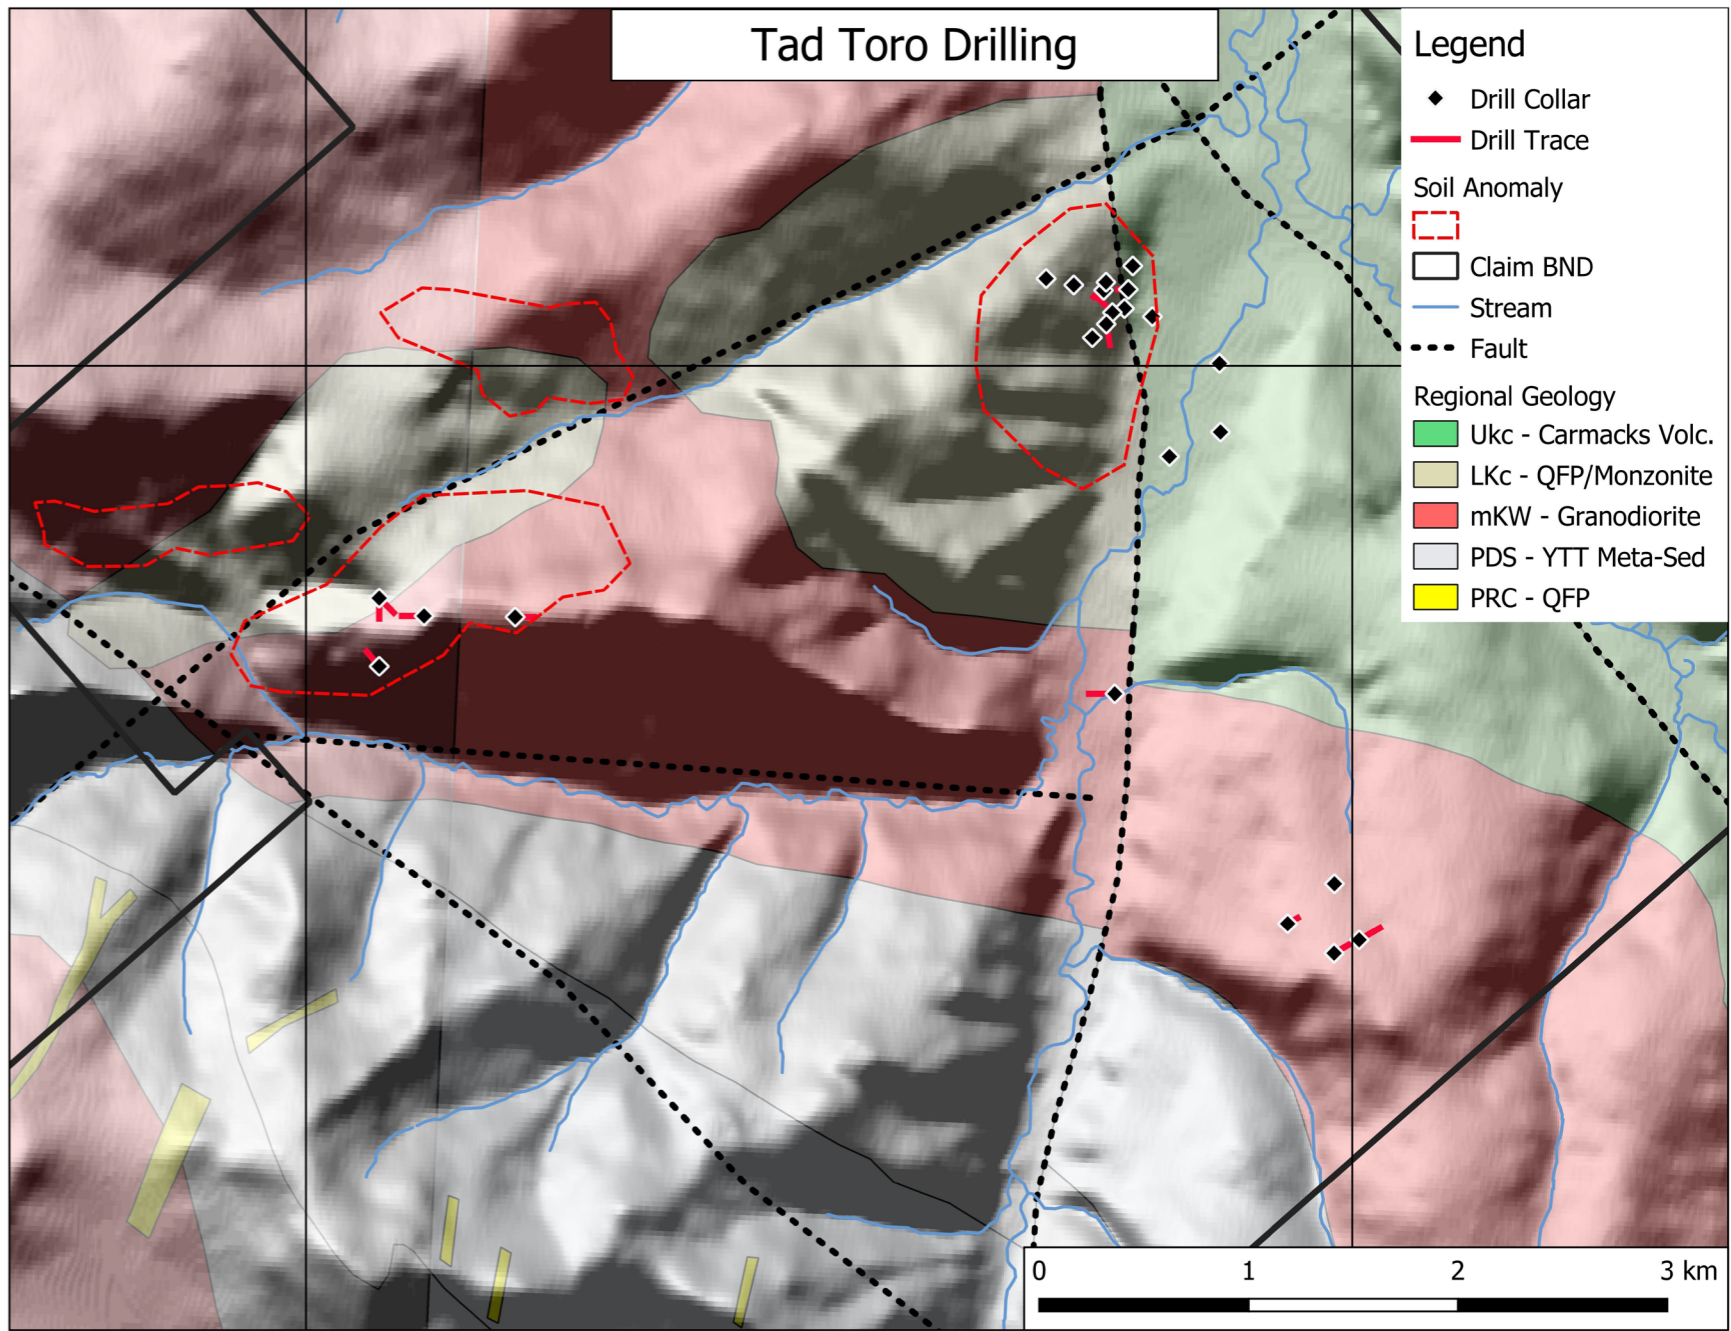 Tad Toro Drilling
Legend
Drill Collar
Drill Trace
Soil Anomaly
Claim BND
Stream
Fault
Regional Geology
Ukc - Carmacks Volc.
LKc - QFP/Monzonite
mKW - Granodiorite
PDS - YTT Meta-Sed
PRC - QFP
0 1 2 3 km